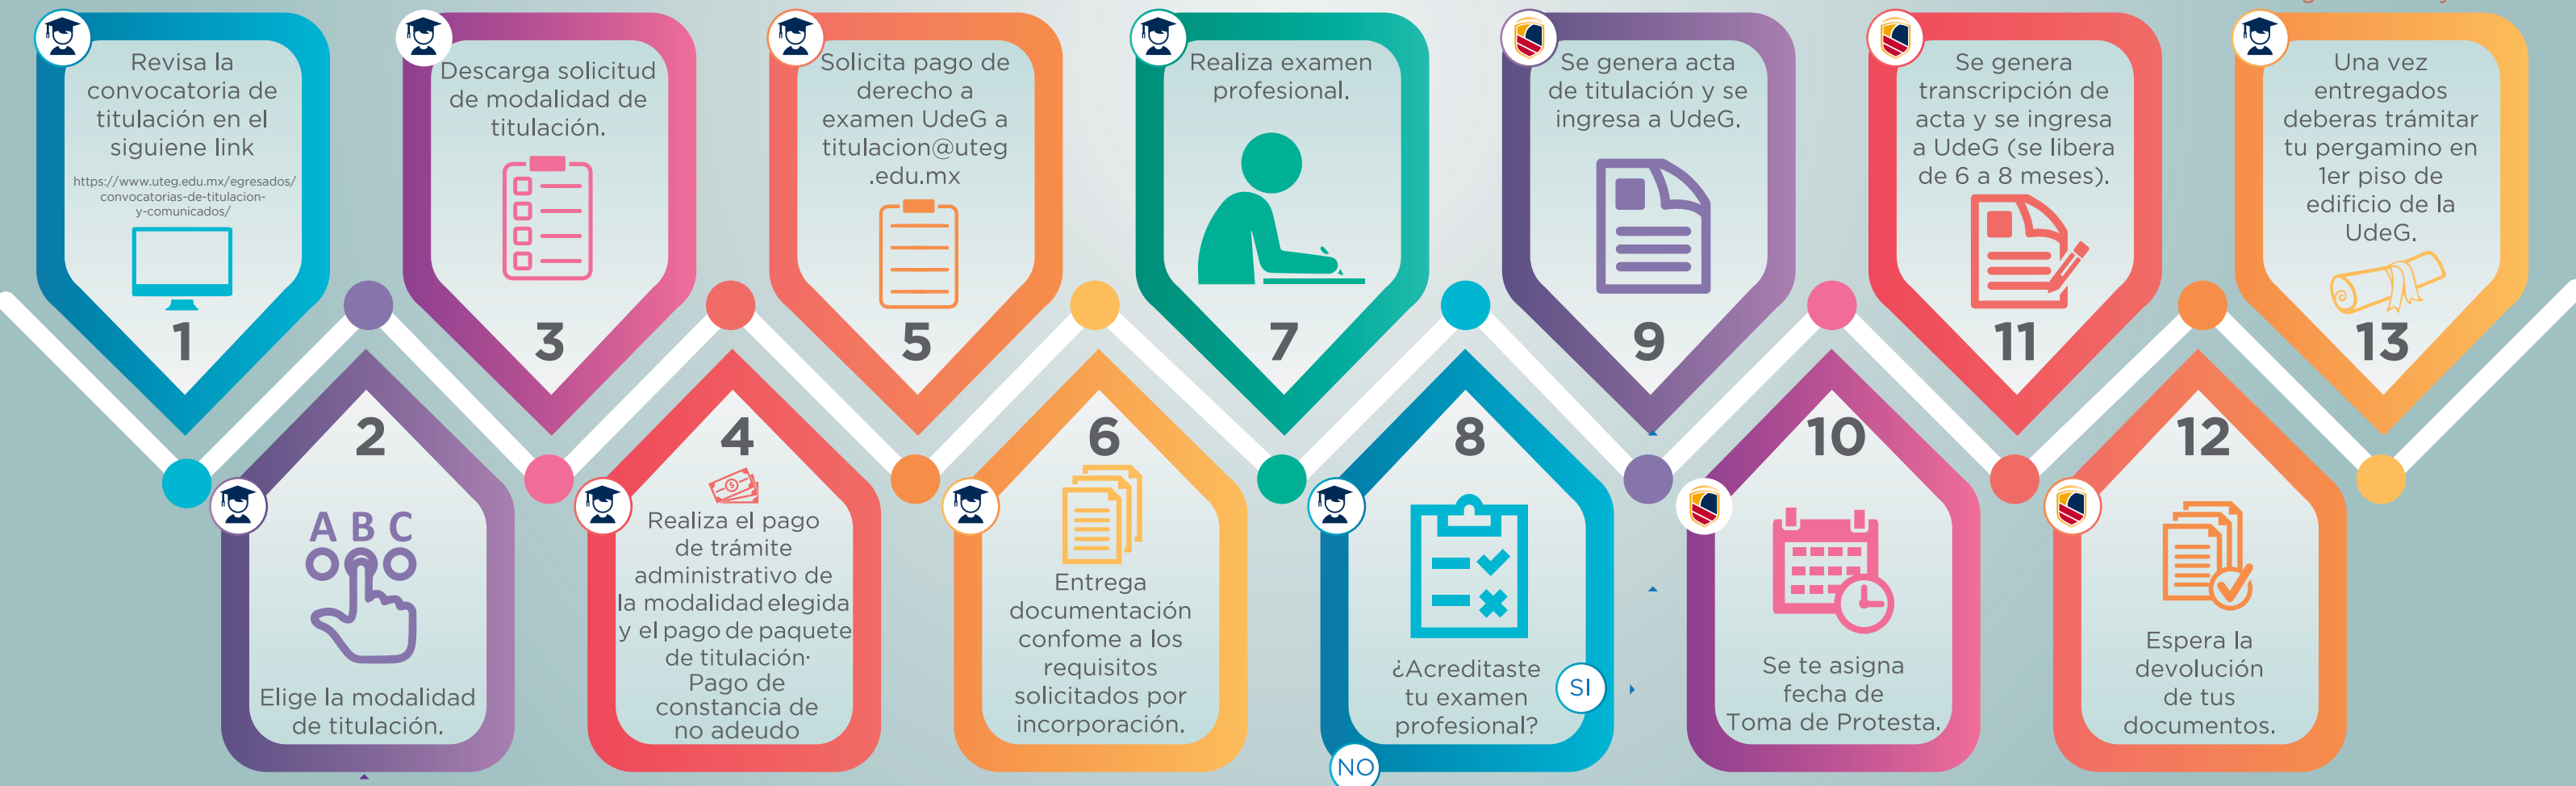 Revisa la
convocatoria de
titulación en el
siguiene link
https://www.uteg.edu.mx/egresados/
convocatorias-de-titulacion-
y-comunicados/
1
2
A B C
Elige la modalidad
de titulación.
Descarga solicitud
de modalidad de
titulación.
3
4
Realiza el pago
de trámite
administrativo de
la modalidad elegida
y el pago de paquete
de titulación·
Pago de
constancia de
no adeudo
Solicita pago de
derecho a
examen UdeG a
titulacion@uteg
.edu.mx
5
6
Entrega
documentación
confome a los
requisitos
solicitados por
incorporación.
Realiza examen
profesional.
7
8
¿Acreditaste
tu examen
profesional?
SI
NO
Se genera acta
de titulación y se
ingresa a UdeG.
9
10
Se te asigna
fecha de
Toma de Protesta.
Se genera
transcripción de
acta y se ingresa
a UdeG (se libera
de 6 a 8 meses).
11
12
Espera la
devolución
de tus
documentos.
Una vez
entregados
deberas trámitar
tu pergamino en
1er piso de
edificio de la
UdeG.
13